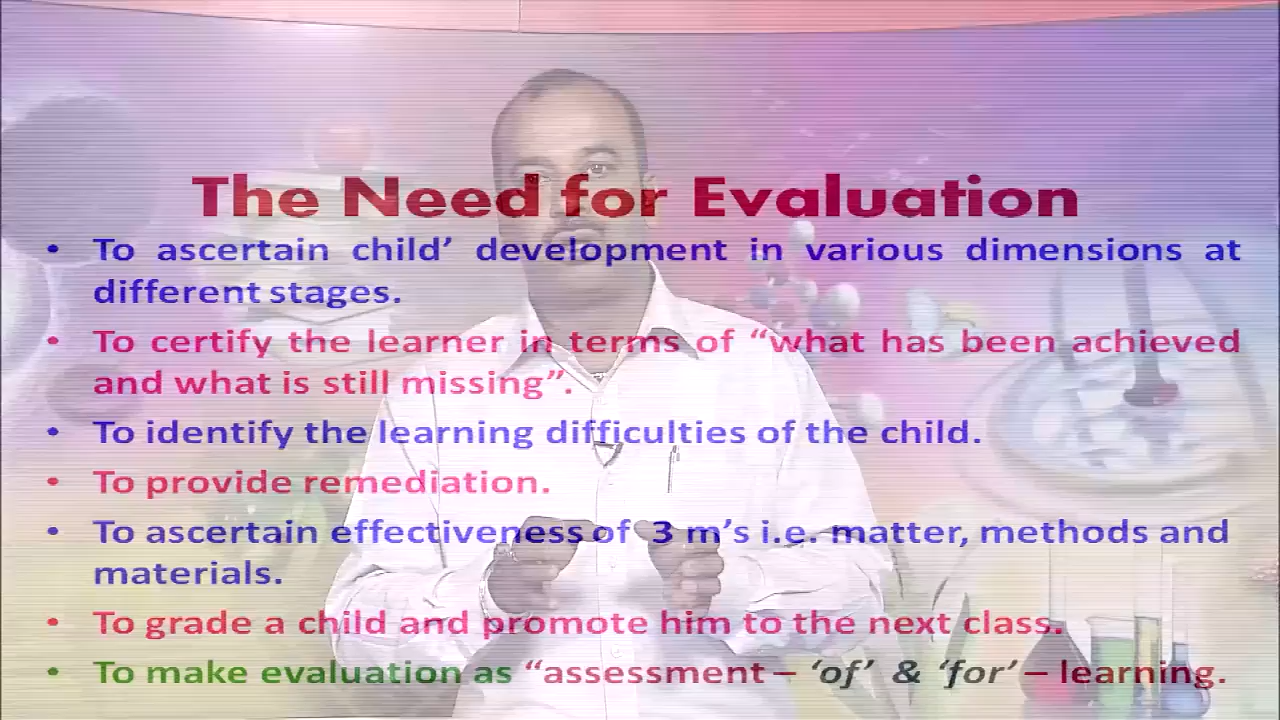 The Need for Evaluation
• To ascertain child’ development in various dimensions at
different stages.
• To certify the learner in terms of “what has been achieved
and what is still missing”.
• To identify the learning difficulties of the child.
• To provide remediation.
• To ascertain effectiveness of 3 m’s i.e. matter, methods and
materials.
• To grade a child and promote him to the next class.
• To make evaluation as “assessment – ‘of’ & ‘for’ – learning.